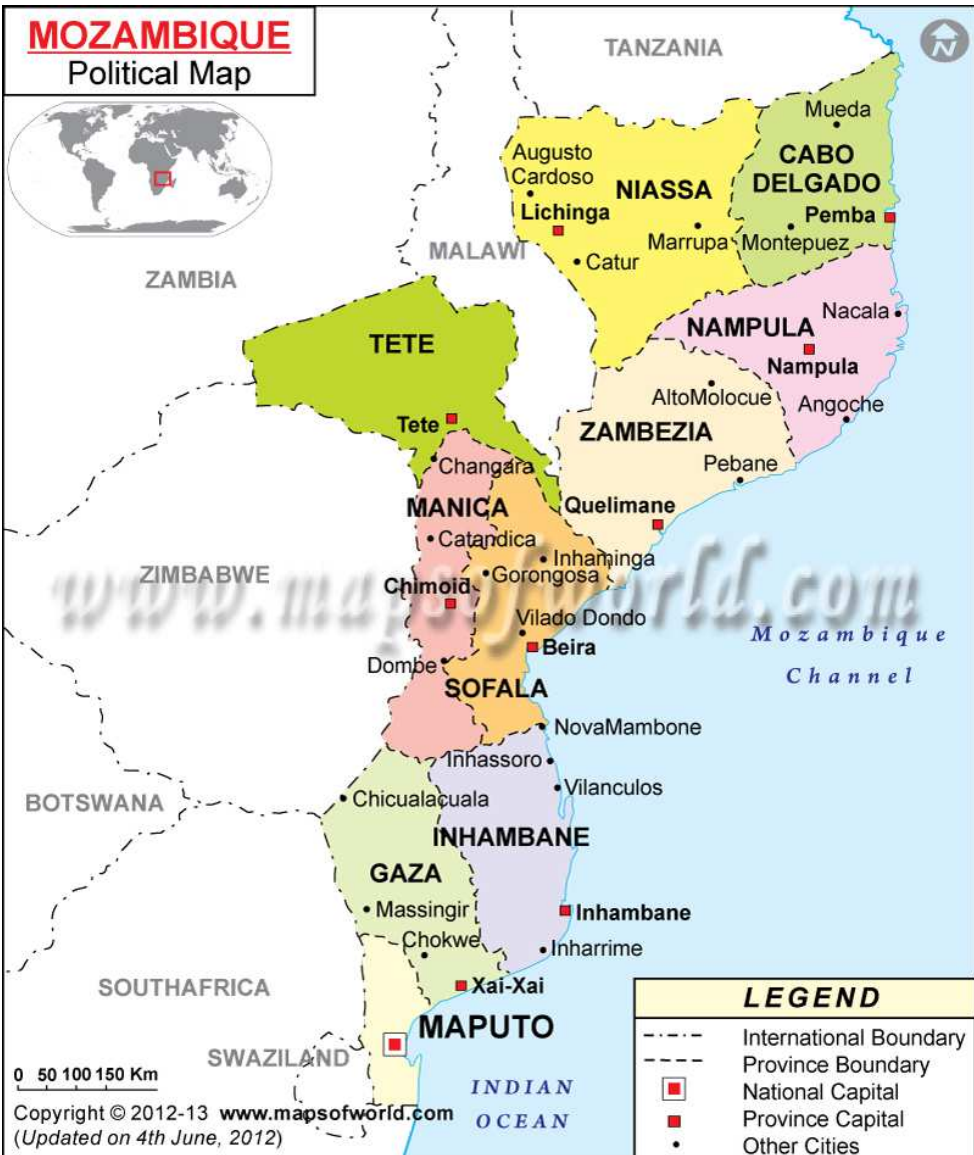 MOZAMBIQUE
Political Map
N
TANZANIA
Mueda
CABO
DELGADO
Augusto
Cardoso
NIASSA
Lichinga
Pemba
Marrupa
Montepuez
MALAWI
Catur
ZAMBIA
Nacala
NAMPULA
TETE
Nampula
AltoMolocue
Angoche
Tete
ZAMBEZIA
Changara
Pebane
MANICA
Quelimane
Catandica
Inhaminga
ZIMBABWE
Gorongosa
www.mapsofworld.com
Chimoid
Vilado Dondo
Mozambique
Channel
Beira
Dombe
SOFALA
NovaMambone
Inhassoro
Vilanculos
BOTSWANA
Chicualacuala
INHAMBANE
GAZA
Massingir
Inhambane
Chokwe
Inharrime
SOUTHAFRICA
Xai-Xai
MAPUTO
SWAZILAND
INDIAN
OCEAN
LEGEND
International Boundary
Province Boundary
National Capital
Province Capital
Other Cities
0 50 100 150 Km
Copyright © 2012-13 www.mapsofworld.com
(Updated on 4th June, 2012)